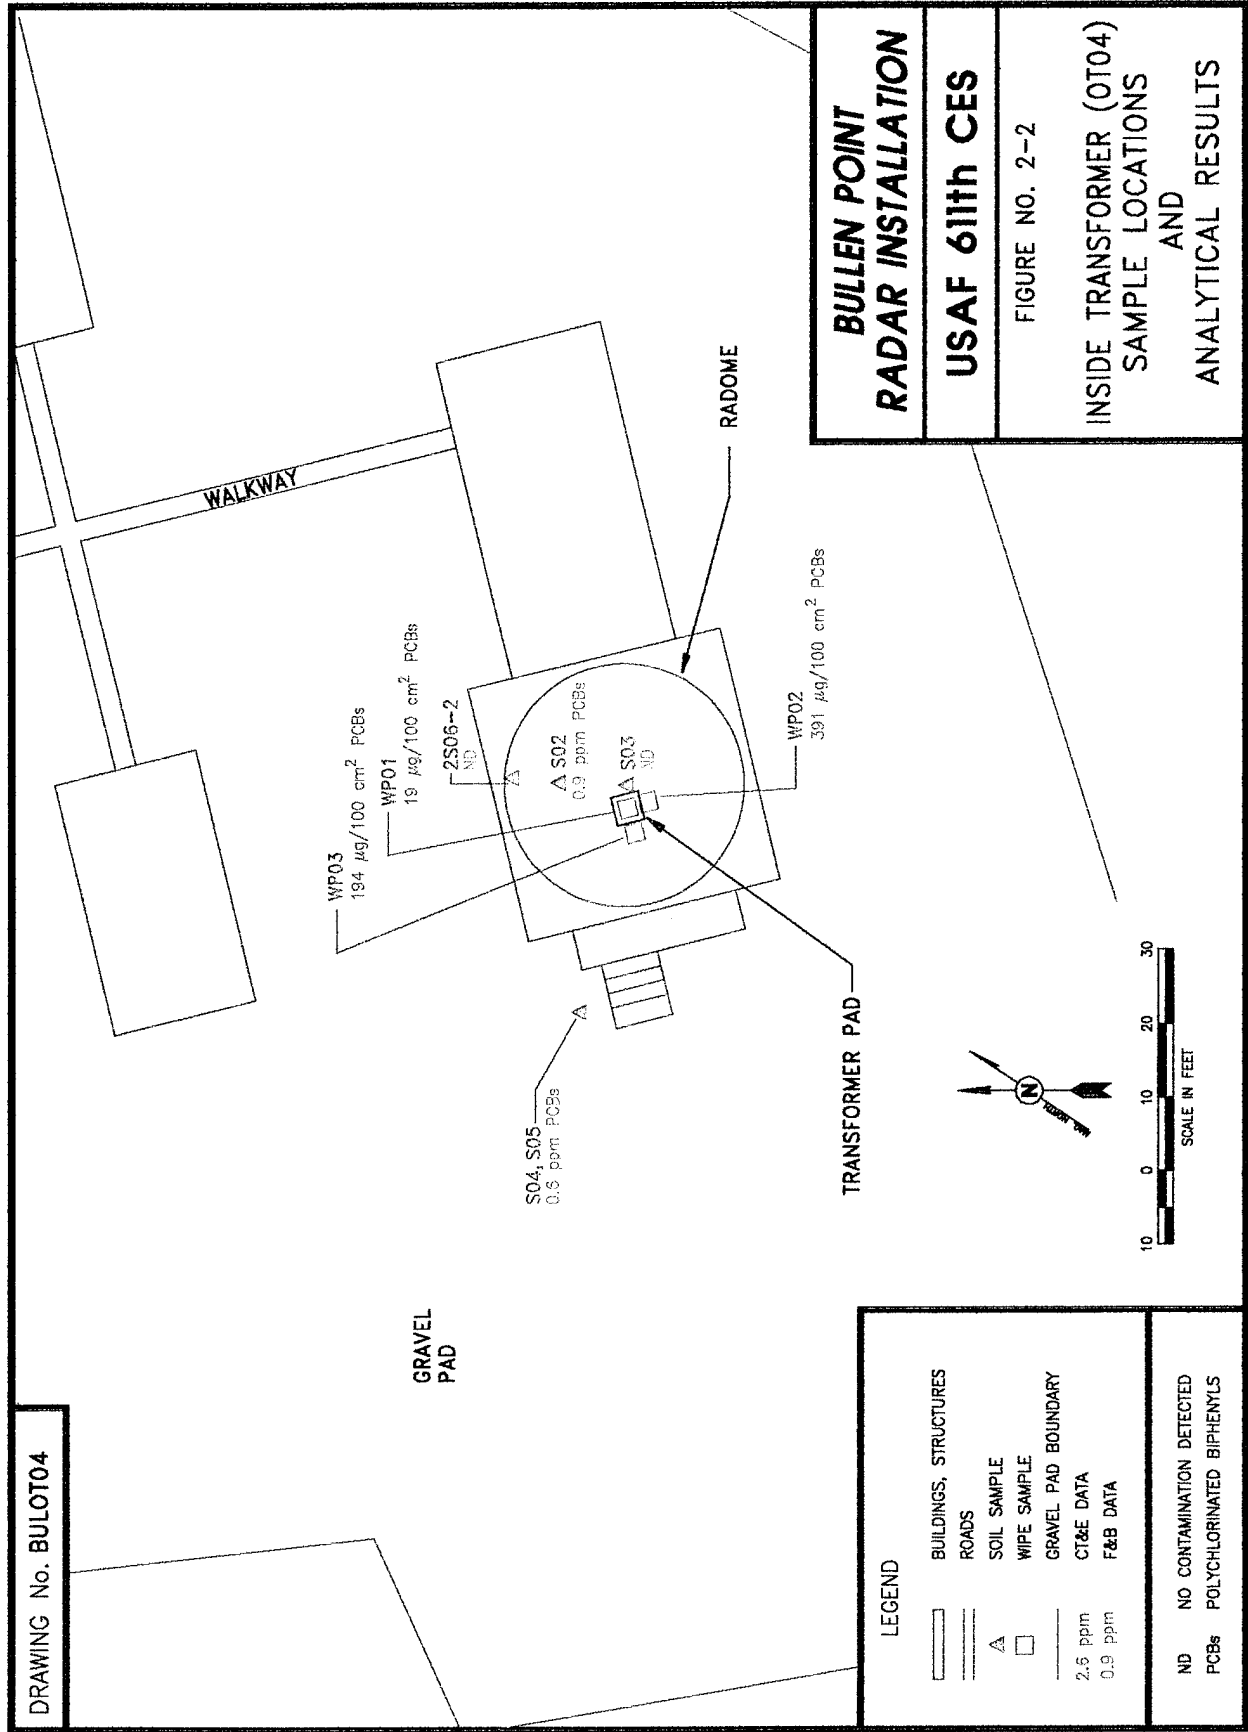 DRAWING No. BULOT04
GRAVEL
PAD
WALKWAY
WP03
194 µg/100 cm² PCBs
WP01
19 µg/100 cm² PCBs
2S06-2
ND
S02
0.9 ppm PCBs
S03
ND
S04, S05
0.6 ppm PCBs
RADOME
WP02
391 µg/100 cm² PCBs
TRANSFORMER PAD
N
MAG. NORTH
10 0 10 20 30
SCALE IN FEET
LEGEND
BUILDINGS, STRUCTURES
ROADS
SOIL SAMPLE
WIPE SAMPLE
GRAVEL PAD BOUNDARY
2.6 ppm CT&E DATA
0.9 ppm F&B DATA
ND NO CONTAMINATION DETECTED
PCBs POLYCHLORINATED BIPHENYLS
BULLEN POINT
RADAR INSTALLATION
USAF 611th CES
FIGURE NO. 2-2
INSIDE TRANSFORMER (OT04)
SAMPLE LOCATIONS
AND
ANALYTICAL RESULTS